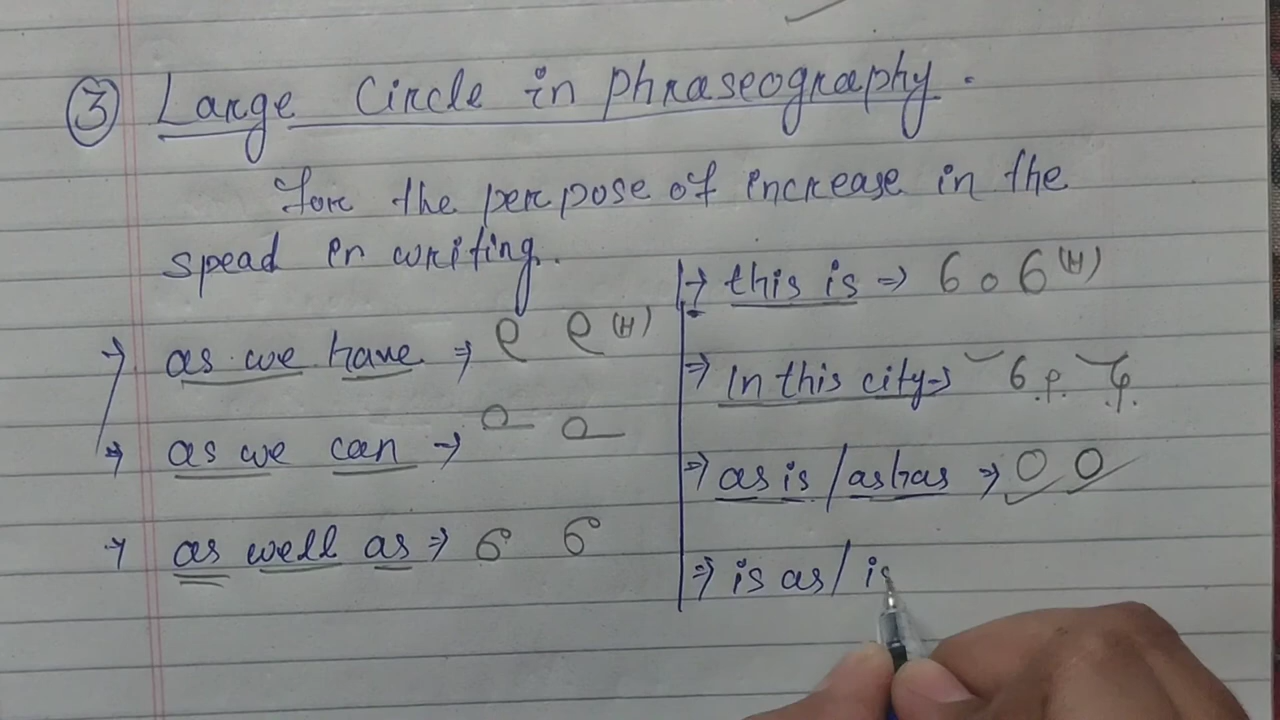 ③ Large Circle in Phraseography.
for the perpose of increase in the
spead in writing.
→ as we have ⇒ (H)
⇒ as we can →
→ as well as ⇒
→ this is ⇒ (H)
⇒ In this city ⇒
⇒ as is / as has ⇒
⇒ is as / is